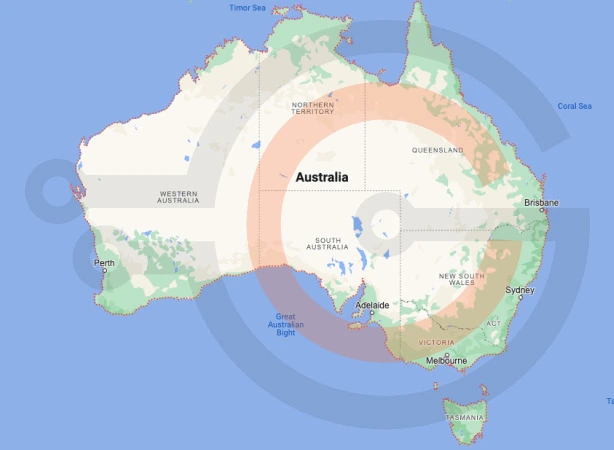 Timor Sea
Coral Sea
NORTHERN
TERRITORY
QUEENSLAND
Australia
WESTERN
AUSTRALIA
Brisbane
SOUTH
AUSTRALIA
Perth
NEW SOUTH
WALES
Sydney
Adelaide
Great
Australian
Bight
ACT
VICTORIA
Melbourne
Ta
TASMANIA